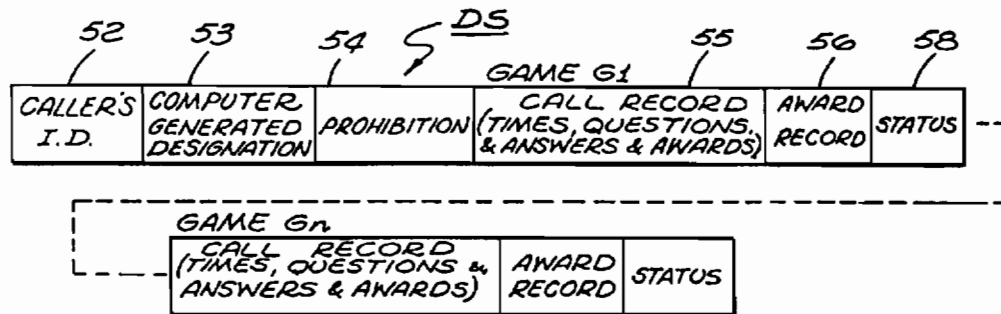 52 53 54 DS 55 56 58
GAME G1
CALLER'S I.D.
COMPUTER GENERATED DESIGNATION
PROHIBITION
CALL RECORD
(TIMES, QUESTIONS.
& ANSWERS & AWARDS)
AWARD RECORD
STATUS
GAME Gn
CALL RECORD
(TIMES, QUESTIONS &
ANSWERS & AWARDS)
AWARD RECORD
STATUS